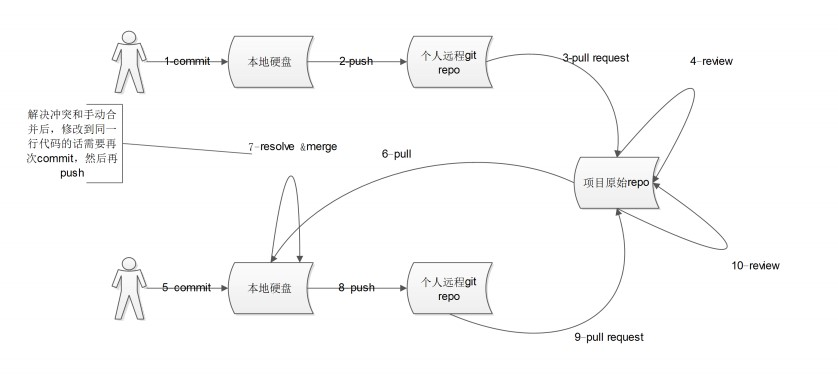 1-commit
本地硬盘
2-push
个人远程git
repo
3-pull request
4-review
解决冲突和手动合
并后，修改到同一
行代码的话需要再
次commit，然后再
push
7-resolve &merge
6-pull
项目原始repo
10-review
5-commit
本地硬盘
8-push
个人远程git
repo
9-pull request